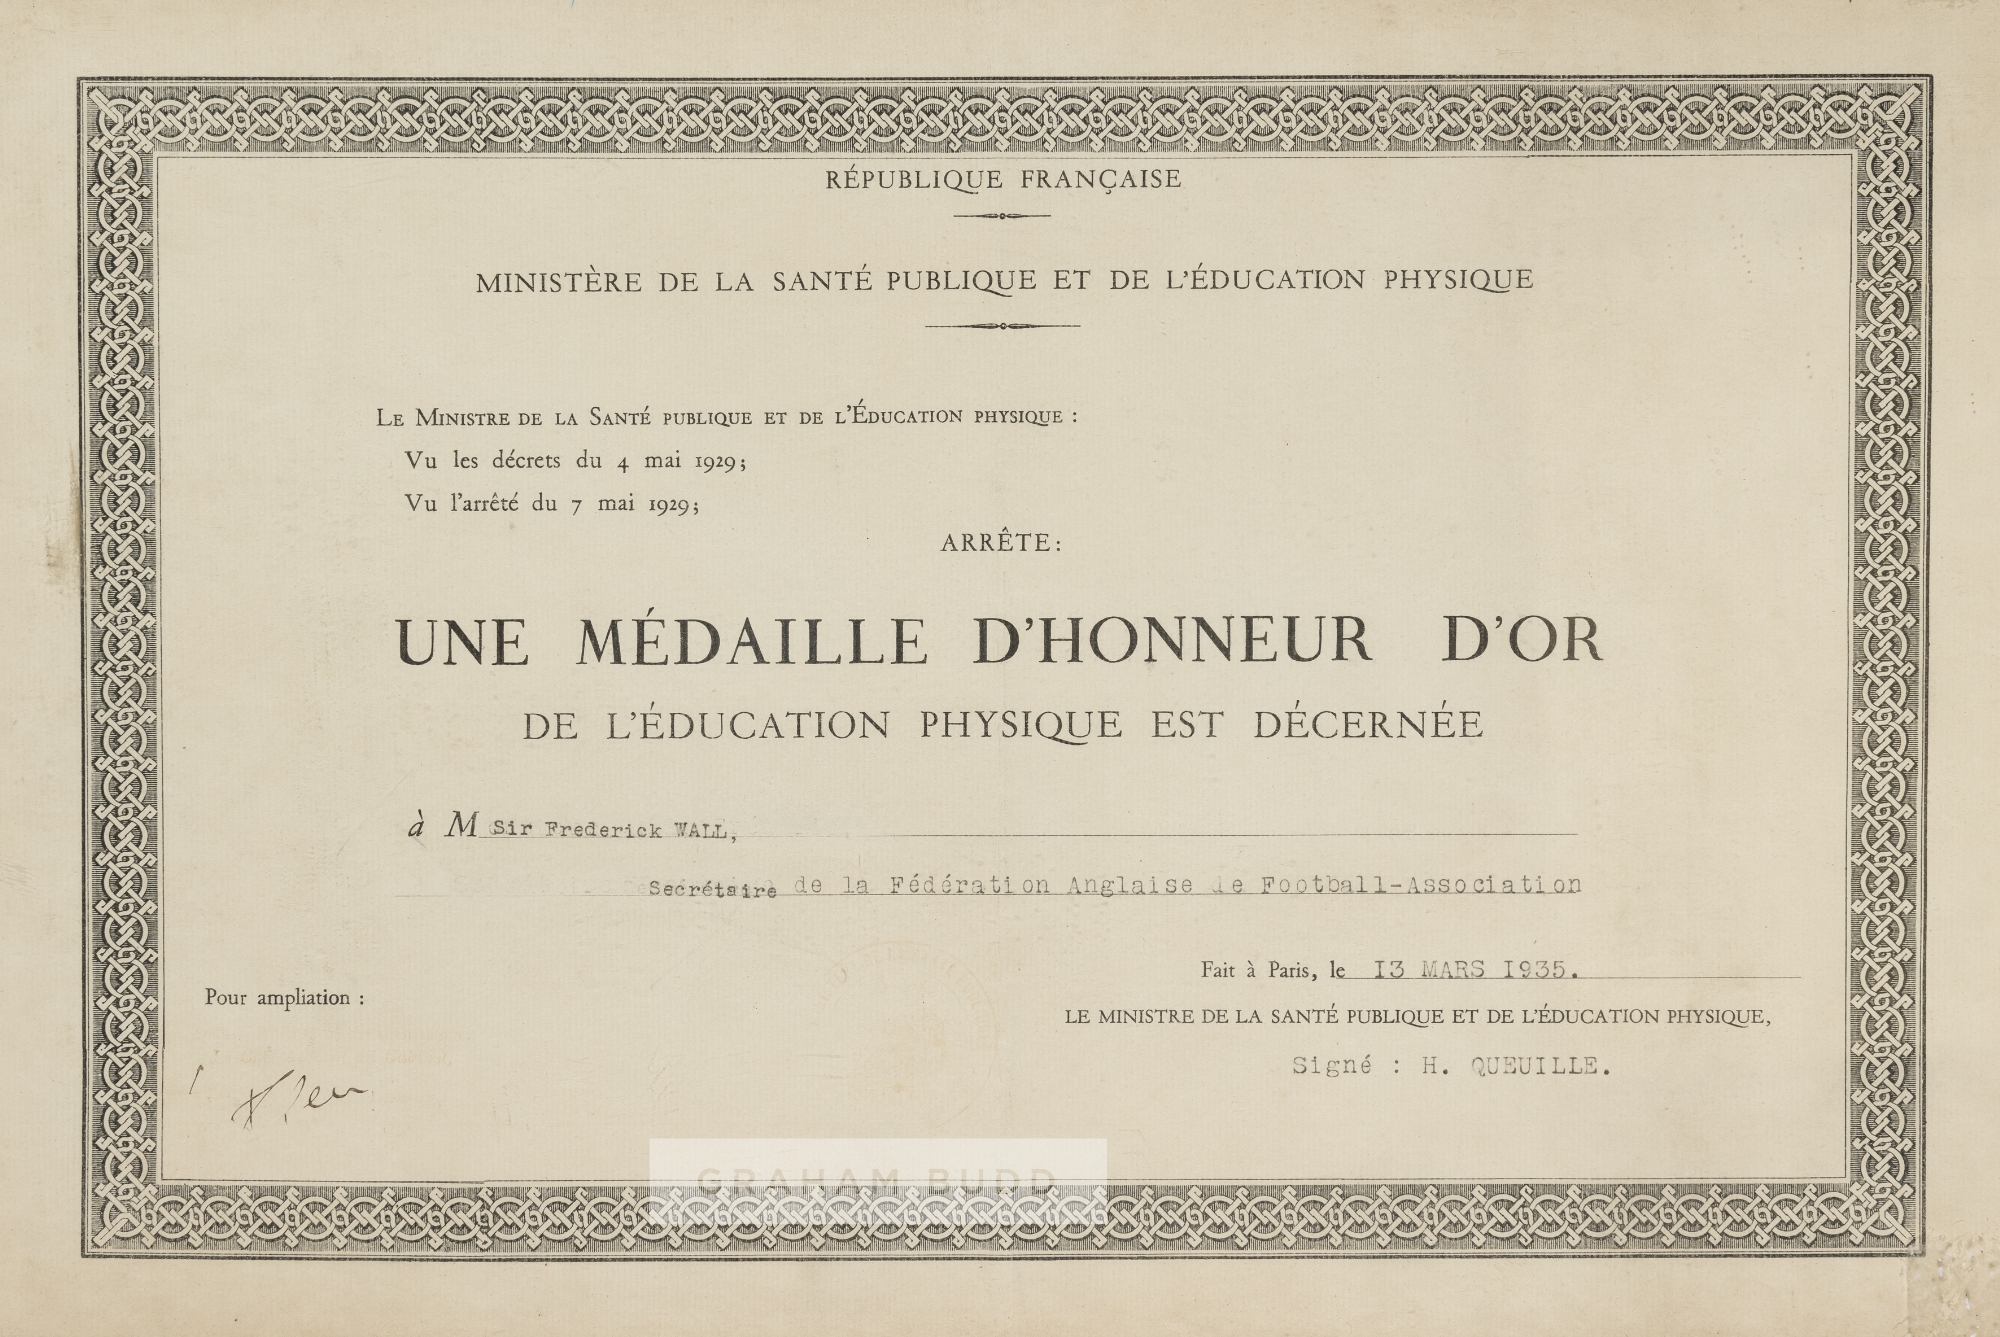 RÉPUBLIQUE FRANÇAISE
MINISTÈRE DE LA SANTÉ PUBLIQUE ET DE L'ÉDUCATION PHYSIQUE
LE MINISTRE DE LA SANTÉ PUBLIQUE ET DE L'ÉDUCATION PHYSIQUE :
Vu les décrets du 4 mai 1929;
Vu l'arrêté du 7 mai 1929;
ARRÊTE:
UNE MÉDAILLE D'HONNEUR D'OR
DE L'ÉDUCATION PHYSIQUE EST DÉCERNÉE
à M Sir Frederick WALL,
Secrétaire de la Fédération Anglaise de Football-Association
Fait à Paris, le 13 MARS 1935.
Pour ampliation :
LE MINISTRE DE LA SANTÉ PUBLIQUE ET DE L'ÉDUCATION PHYSIQUE,
Signé : H. QUEUILLE.
GRAHAM BUDD